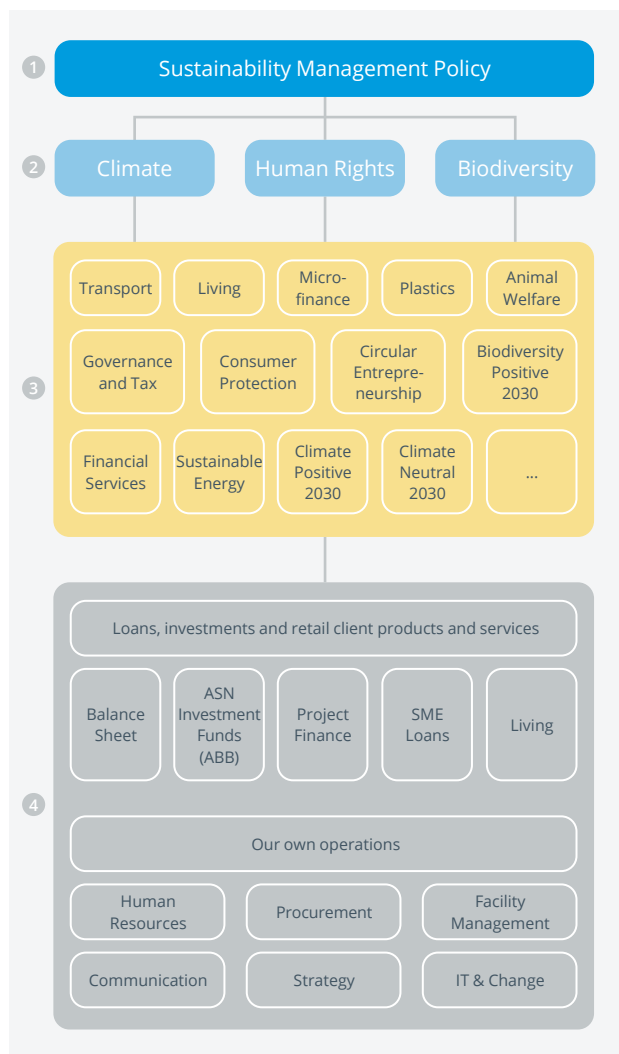 1
Sustainability Management Policy
2
Climate
Human Rights
Biodiversity
3
Transport
Living
Micro-
finance
Plastics
Animal
Welfare
Governance
and Tax
Consumer
Protection
Circular
Entrepre-
neurship
Biodiversity
Positive
2030
Financial
Services
Sustainable
Energy
Climate
Positive
2030
Climate
Neutral
2030
...
4
Loans, investments and retail client products and services
Balance
Sheet
ASN
Investment
Funds
(ABB)
Project
Finance
SME
Loans
Living
Our own operations
Human
Resources
Procurement
Facility
Management
Communication
Strategy
IT & Change